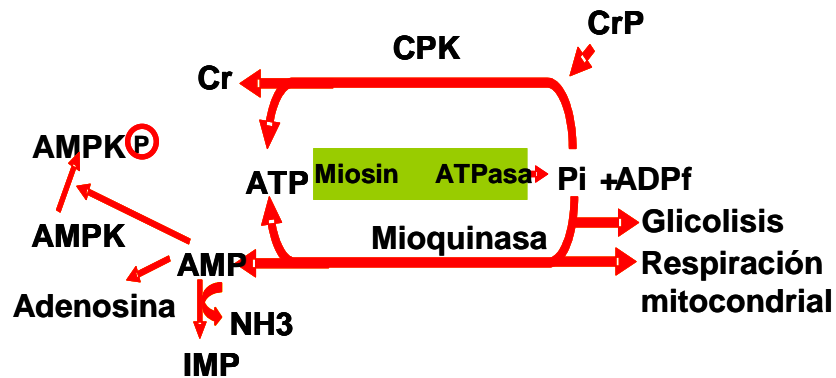 CrP
CPK
Cr
AMPK P
ATP Miosin ATPasa Pi +ADPf
AMPK
Glicolisis
Mioquinasa
AMP
Respiración
mitocondrial
Adenosina
NH3
IMP